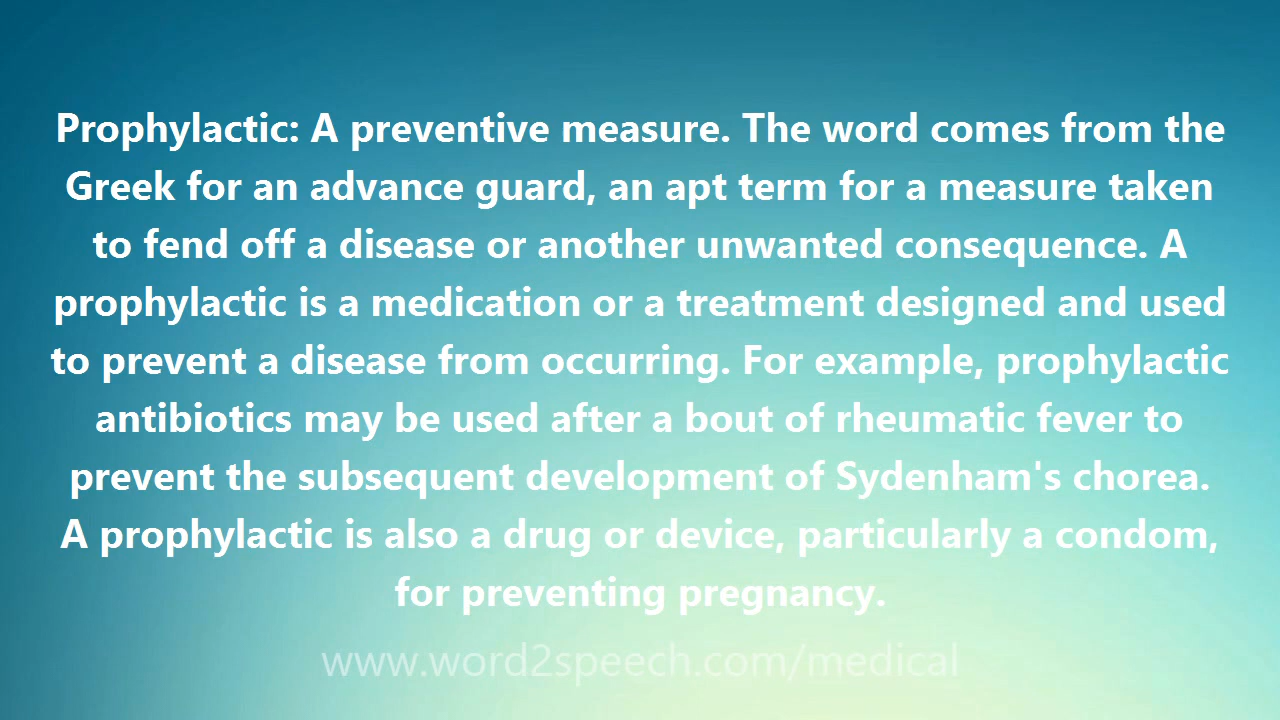 Prophylactic: A preventive measure. The word comes from the
Greek for an advance guard, an apt term for a measure taken
to fend off a disease or another unwanted consequence. A
prophylactic is a medication or a treatment designed and used
to prevent a disease from occurring. For example, prophylactic
antibiotics may be used after a bout of rheumatic fever to
prevent the subsequent development of Sydenham's chorea.
A prophylactic is also a drug or device, particularly a condom,
for preventing pregnancy.
www.word2speech.com/medical